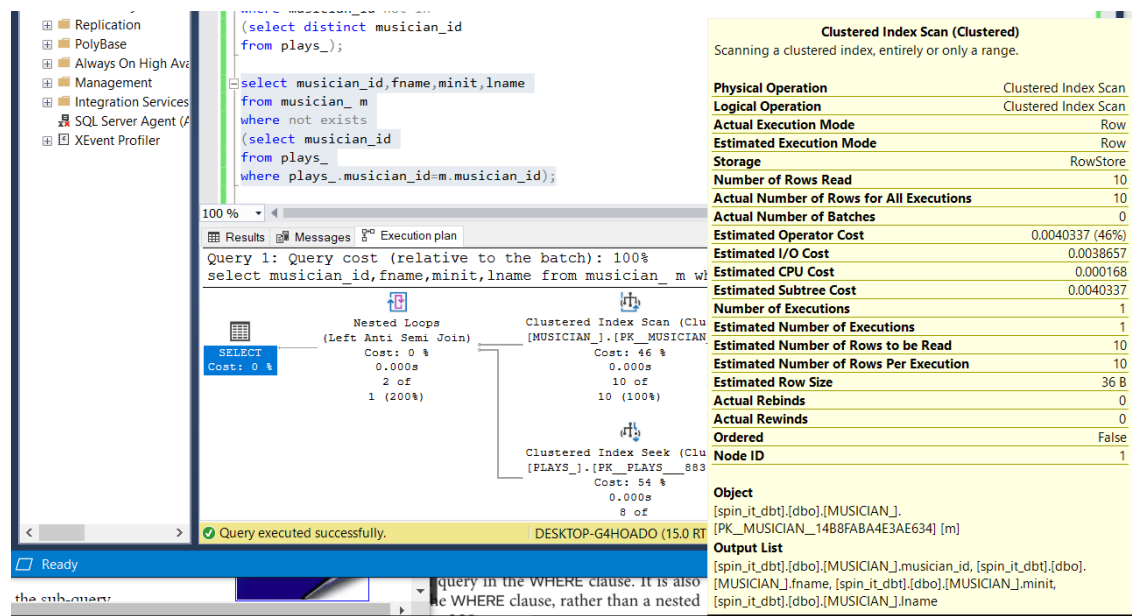 Replication
PolyBase
Always On High Ava
Management
Integration Services
SQL Server Agent (A
XEvent Profiler
where musician_id not in
(select distinct musician_id
from plays_);
select musician_id,fname,minit,lname
from musician_ m
where not exists
(select musician_id
from plays_
where plays_.musician_id=m.musician_id);
100 %
Results Messages Execution plan
Query 1: Query cost (relative to the batch): 100%
select musician_id,fname,minit,lname from musician_ m wh
SELECT
Cost: 0 %
Nested Loops
(Left Anti Semi Join)
Cost: 0 %
0.000s
2 of
1 (200%)
Clustered Index Scan (Clu
[MUSICIAN_].[PK__MUSICIAN_
Cost: 46 %
0.000s
10 of
10 (100%)
Clustered Index Seek (Clu
[PLAYS_].[PK__PLAYS___883
Cost: 54 %
0.000s
8 of
Query executed successfully.
DESKTOP-G4HOADO (15.0 RT
Ready
Clustered Index Scan (Clustered)
Scanning a clustered index, entirely or only a range.
Physical Operation Clustered Index Scan
Logical Operation Clustered Index Scan
Actual Execution Mode Row
Estimated Execution Mode Row
Storage RowStore
Number of Rows Read 10
Actual Number of Rows for All Executions 10
Actual Number of Batches 0
Estimated Operator Cost 0.0040337 (46%)
Estimated I/O Cost 0.0038657
Estimated CPU Cost 0.000168
Estimated Subtree Cost 0.0040337
Number of Executions 1
Estimated Number of Executions 1
Estimated Number of Rows to be Read 10
Estimated Number of Rows Per Execution 10
Estimated Row Size 36 B
Actual Rebinds 0
Actual Rewinds 0
Ordered False
Node ID 1
Object
[spin_it_dbt].[dbo].[MUSICIAN_].
[PK__MUSICIAN__14B8FABA4E3AE634] [m]
Output List
[spin_it_dbt].[dbo].[MUSICIAN_].musician_id, [spin_it_dbt].[dbo].
[MUSICIAN_].fname, [spin_it_dbt].[dbo].[MUSICIAN_].minit,
[spin_it_dbt].[dbo].[MUSICIAN_].lname
the sub-query
query in the WHERE clause. It is also
he WHERE clause, rather than a nested